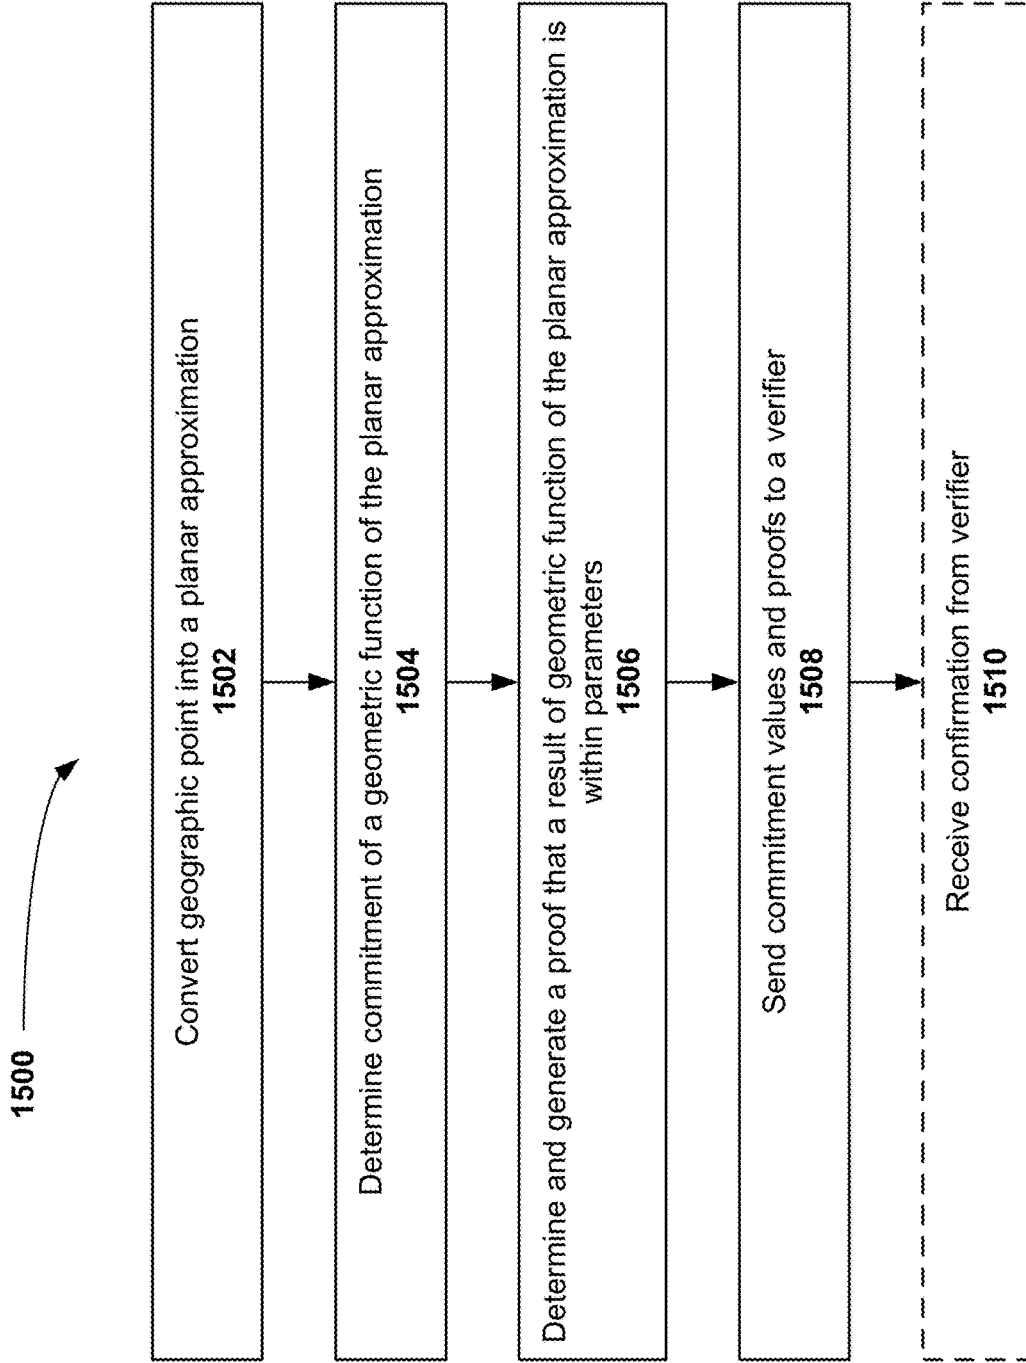 1500
Convert geographic point into a planar approximation
1502
Determine commitment of a geometric function of the planar approximation
1504
Determine and generate a proof that a result of geometric function of the planar approximation is
within parameters
1506
Send commitment values and proofs to a verifier
1508
Receive confirmation from verifier
1510